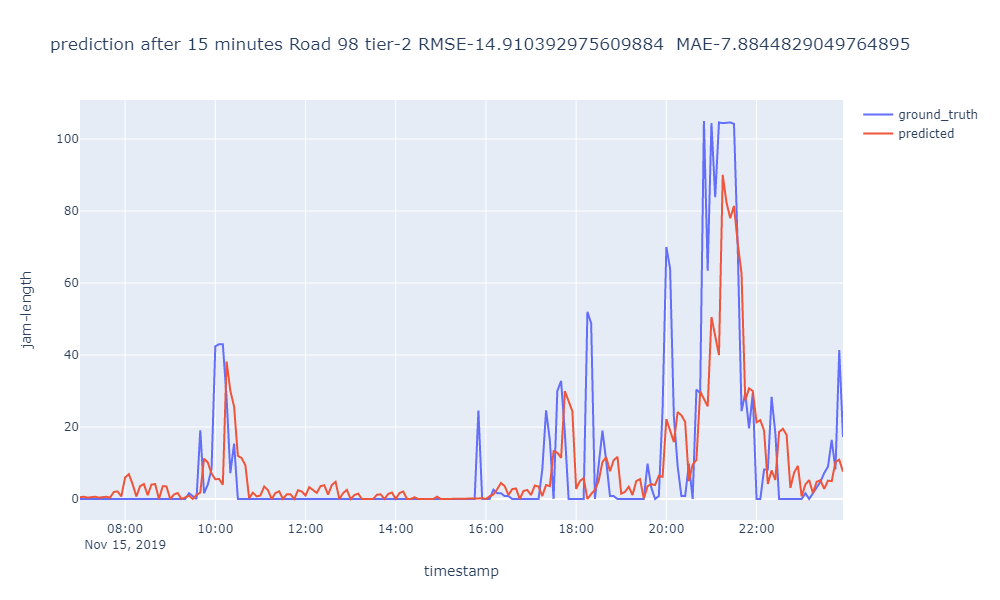 prediction after 15 minutes Road 98 tier-2 RMSE-14.910392975609884 MAE-7.8844829049764895
ground_truth
predicted
100
80
60
40
20
0
jam-length
08:00 10:00 12:00 14:00 16:00 18:00 20:00 22:00
Nov 15, 2019
timestamp